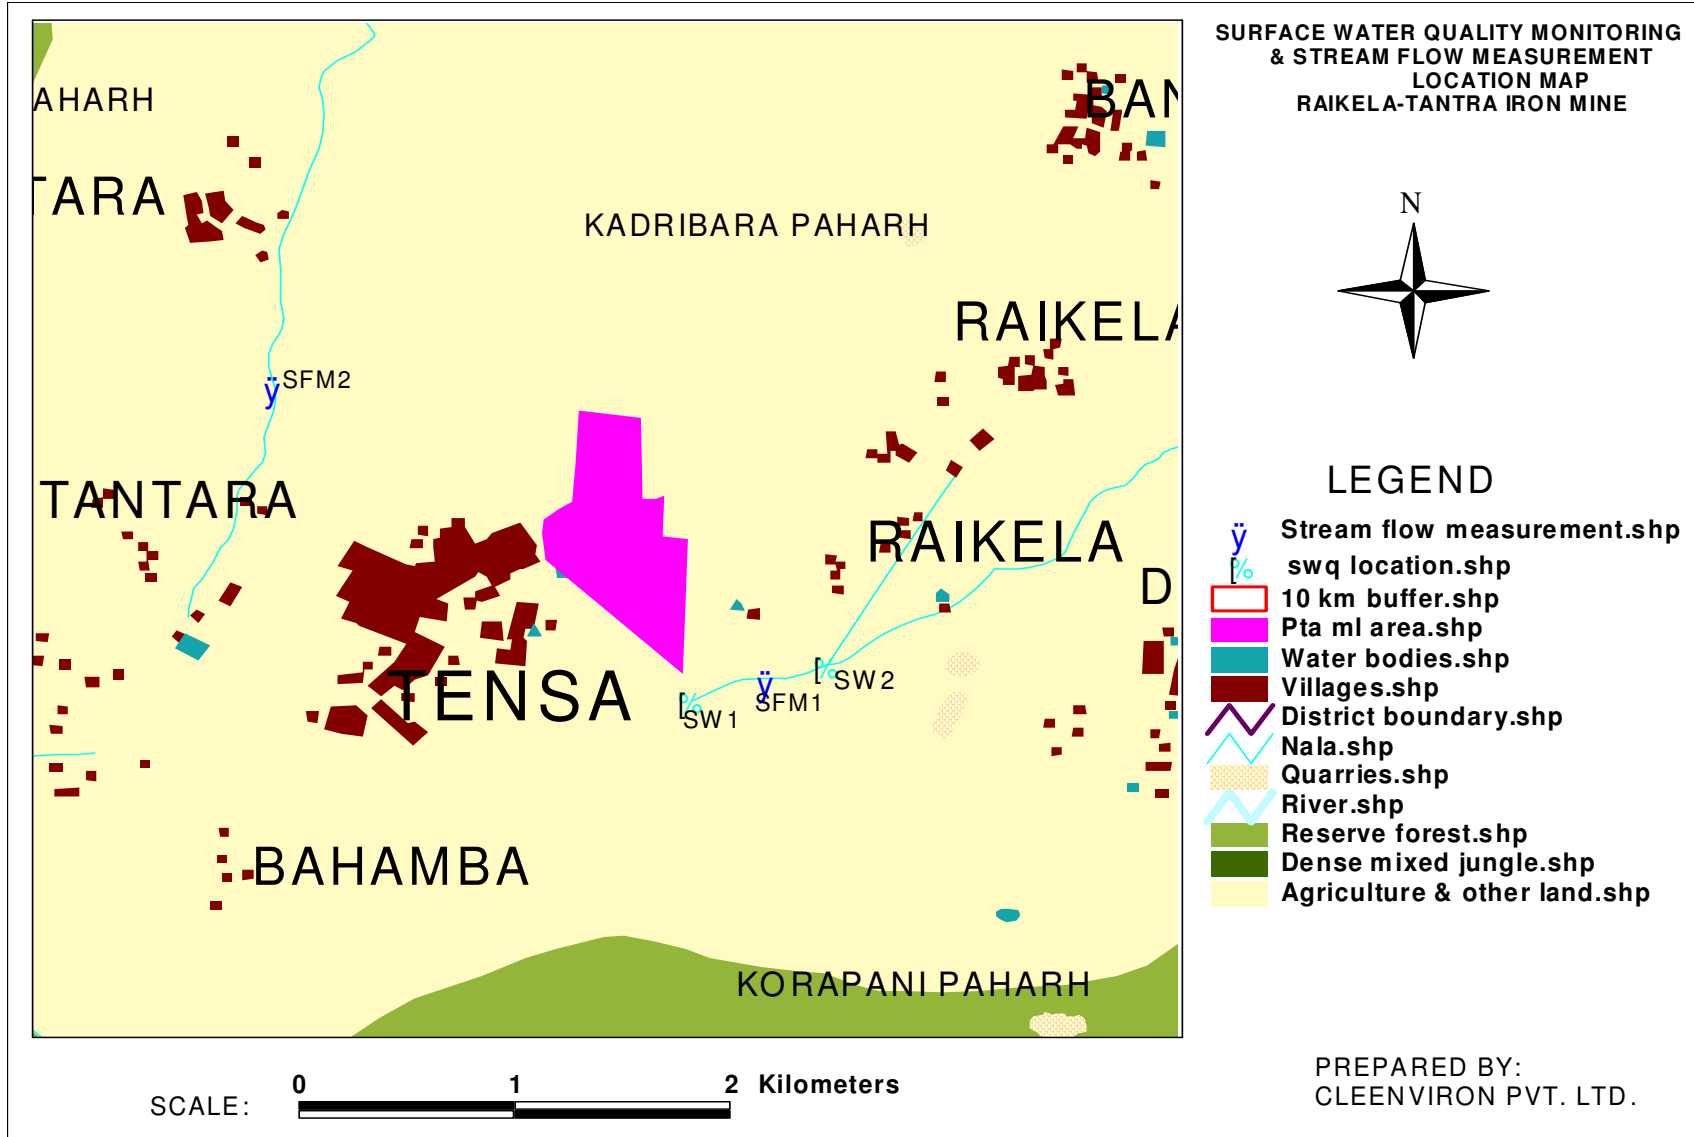 SURFACE WATER QUALITY MONITORING
& STREAM FLOW MEASUREMENT
LOCATION MAP
RAIKELA-TANTRA IRON MINE
AHARH
BAN
TARA
KADRIBARA PAHARH
N
RAIKELA
SFM2
TANTARA
RAIKELA
D
TENSA
SW1
SFM1
SW2
BAHAMBA
KORAPANI PAHARH
LEGEND
ÿ Stream flow measurement.shp
[% swq location.shp
10 km buffer.shp
Pta ml area.shp
Water bodies.shp
Villages.shp
District boundary.shp
Nala.shp
Quarries.shp
River.shp
Reserve forest.shp
Dense mixed jungle.shp
Agriculture & other land.shp
SCALE:
0 1 2 Kilometers
PREPARED BY:
CLEENVIRON PVT. LTD.